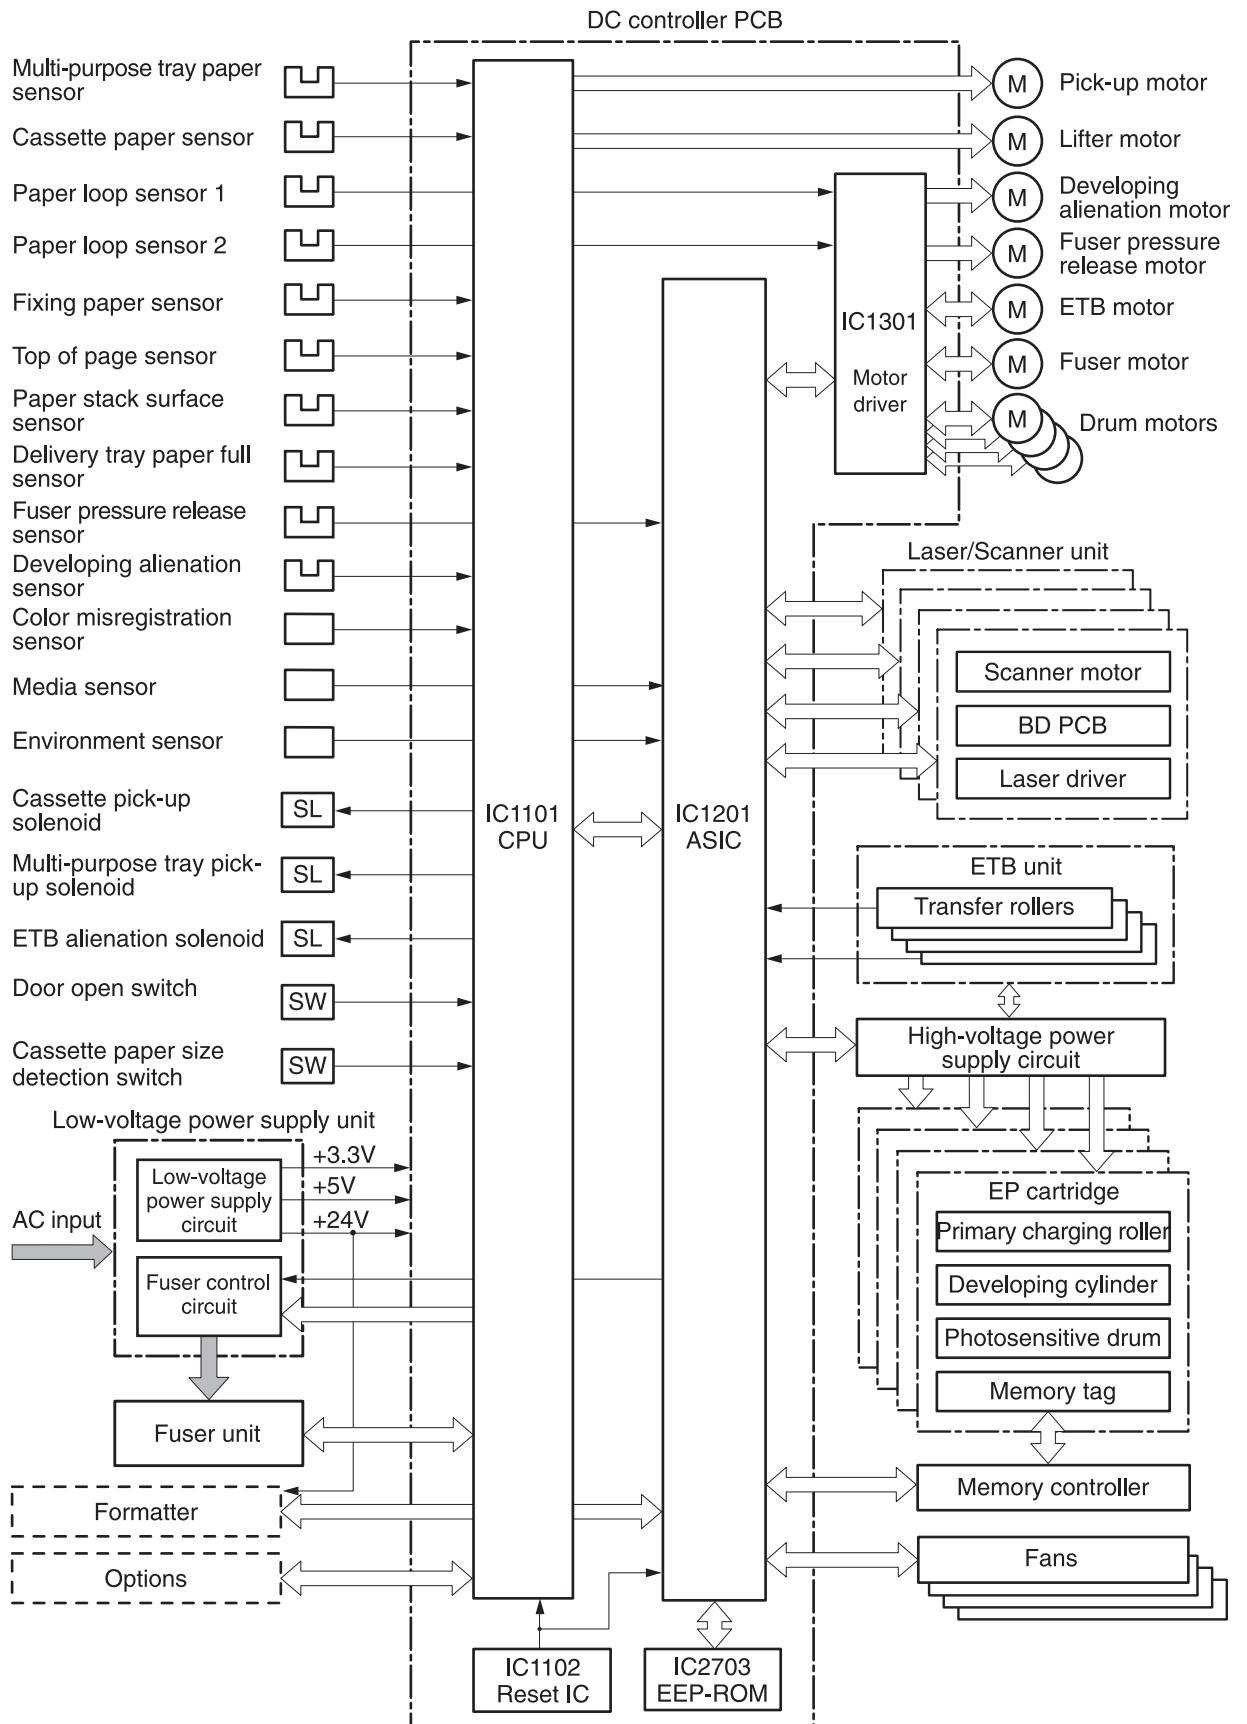 DC controller PCB
Multi-purpose tray paper
sensor
Cassette paper sensor
Paper loop sensor 1
Paper loop sensor 2
Fixing paper sensor
Top of page sensor
Paper stack surface
sensor
Delivery tray paper full
sensor
Fuser pressure release
sensor
Developing alienation
sensor
Color misregistration
sensor
Media sensor
Environment sensor
Cassette pick-up
solenoid
SL
Multi-purpose tray pick-
up solenoid
SL
ETB alienation solenoid
SL
Door open switch
SW
Cassette paper size
detection switch
SW
IC1101
CPU
IC1201
ASIC
IC1301
Motor
driver
M
Pick-up motor
M
Lifter motor
M
Developing
alienation motor
M
Fuser pressure
release motor
M
ETB motor
M
Fuser motor
M
Drum motors
Laser/Scanner unit
Scanner motor
BD PCB
Laser driver
ETB unit
Transfer rollers
High-voltage power
supply circuit
EP cartridge
Primary charging roller
Developing cylinder
Photosensitive drum
Memory tag
Memory controller
Fans
Low-voltage power supply unit
Low-voltage
power supply
circuit
+3.3V
+5V
+24V
AC input
Fuser control
circuit
Fuser unit
Formatter
Options
IC1102
Reset IC
IC2703
EEP-ROM